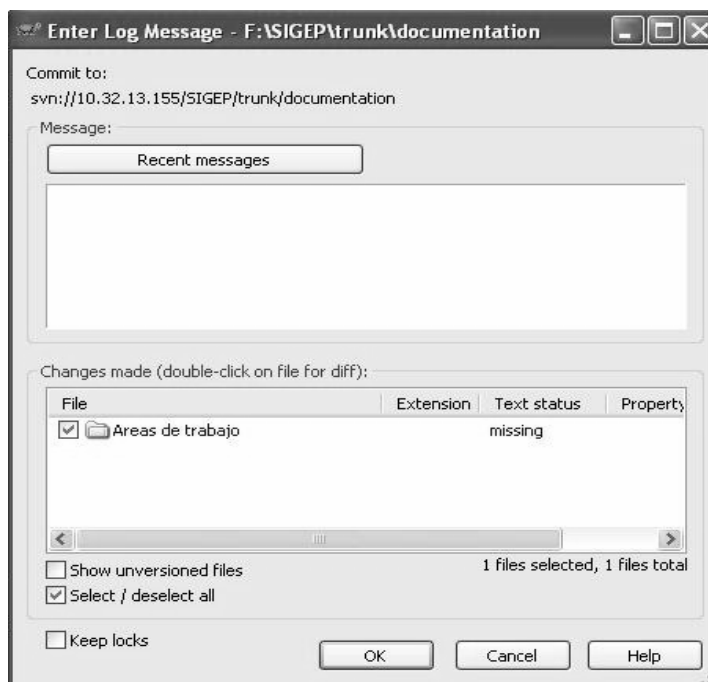 Enter Log Message - F:\SIGEP\trunk\documentation
Commit to:
svn://10.32.13.155/SIGEP/trunk/documentation
Message:
Recent messages
Changes made (double-click on file for diff):
File Extension Text status Property
Areas de trabajo missing
Show unversioned files 1 files selected, 1 files total
Select / deselect all
Keep locks
OK Cancel Help